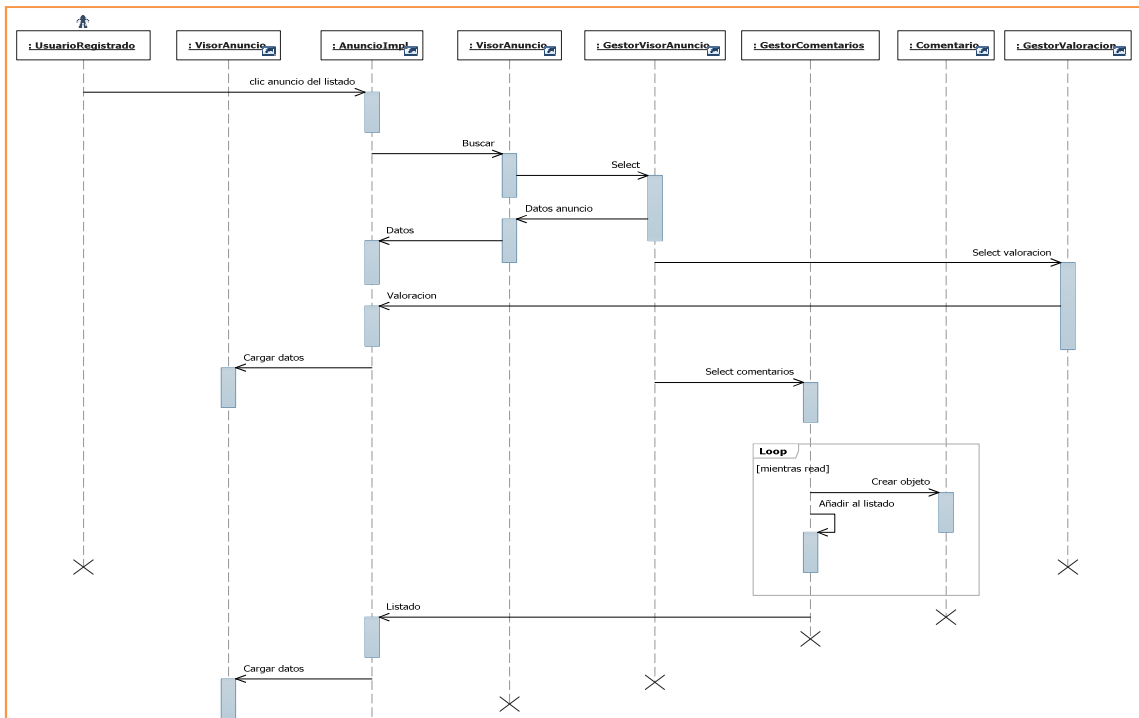 : UsuarioRegistrado
: VisorAnuncio
: AnuncioImpl
: VisorAnuncio
: GestorVisorAnuncio
: GestorComentarios
: Comentario
: GestorValoracion
clic anuncio del listado
Buscar
Select
Datos anuncio
Datos
Select valoracion
Valoracion
Cargar datos
Select comentarios
Loop
[mientras read]
Crear objeto
Añadir al listado
Listado
Cargar datos